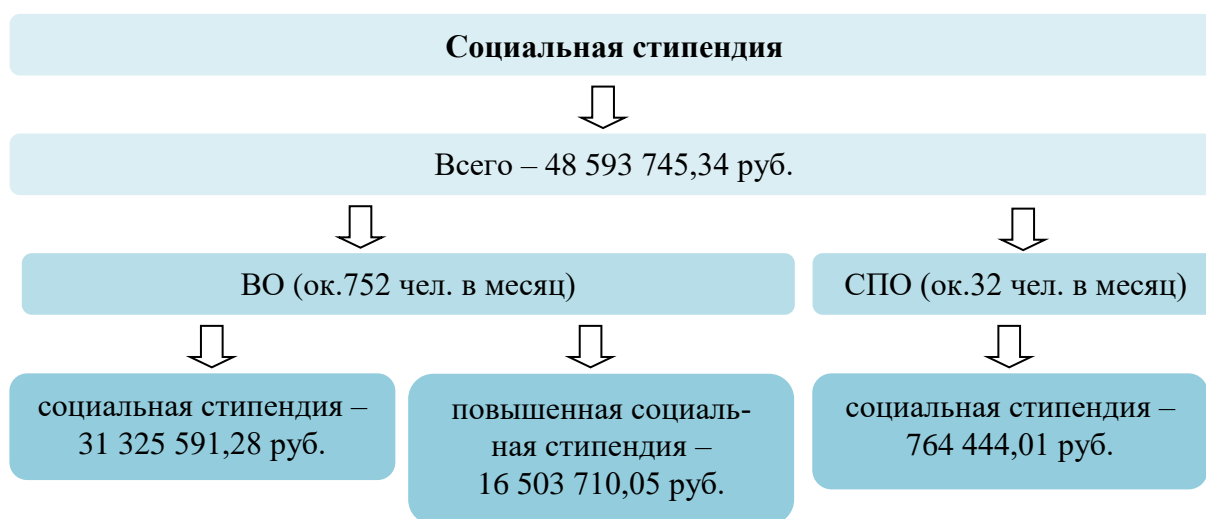 Социальная стипендия
Всего – 48 593 745,34 руб.
ВО (ок.752 чел. в месяц)
СПО (ок.32 чел. в месяц)
социальная стипендия –
31 325 591,28 руб.
повышенная социаль-
ная стипендия –
16 503 710,05 руб.
социальная стипендия –
764 444,01 руб.